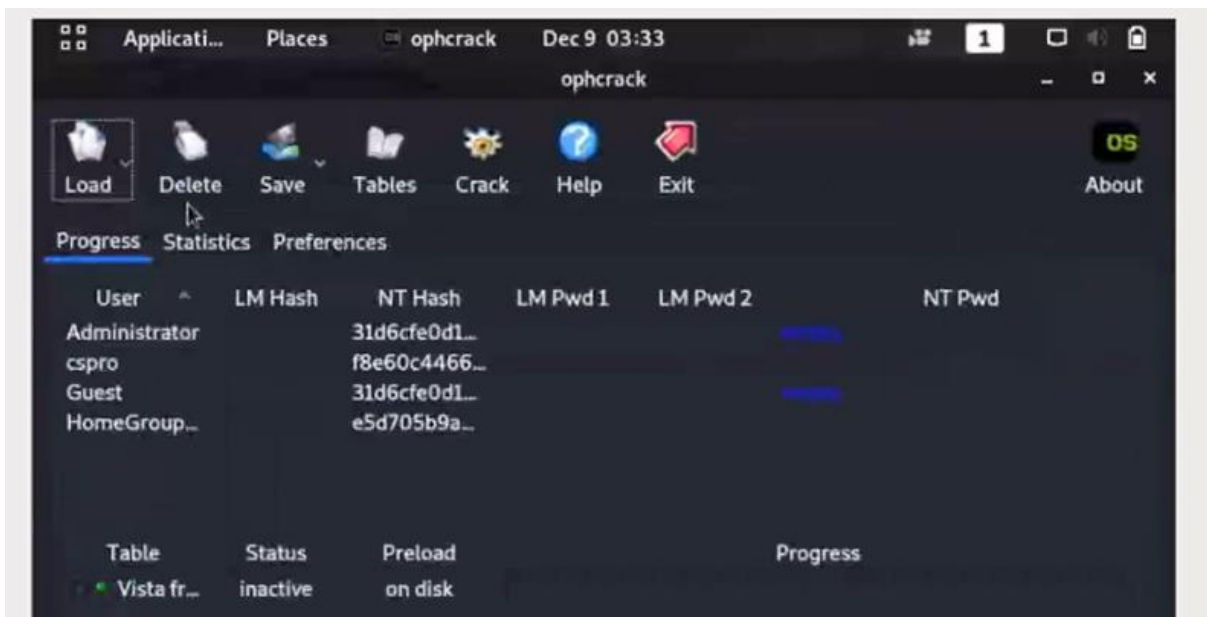 Applicati... Places ophcrack Dec 9 03:33 1
ophcrack
Load Delete Save Tables Crack Help Exit About
Progress Statistics Preferences
User LM Hash NT Hash LM Pwd 1 LM Pwd 2 NT Pwd
Administrator 31d6cfe0d1...
cspro f8e60c4466...
Guest 31d6cfe0d1...
HomeGroup... e5d705b9a...
Table Status Preload Progress
Vista fr... inactive on disk